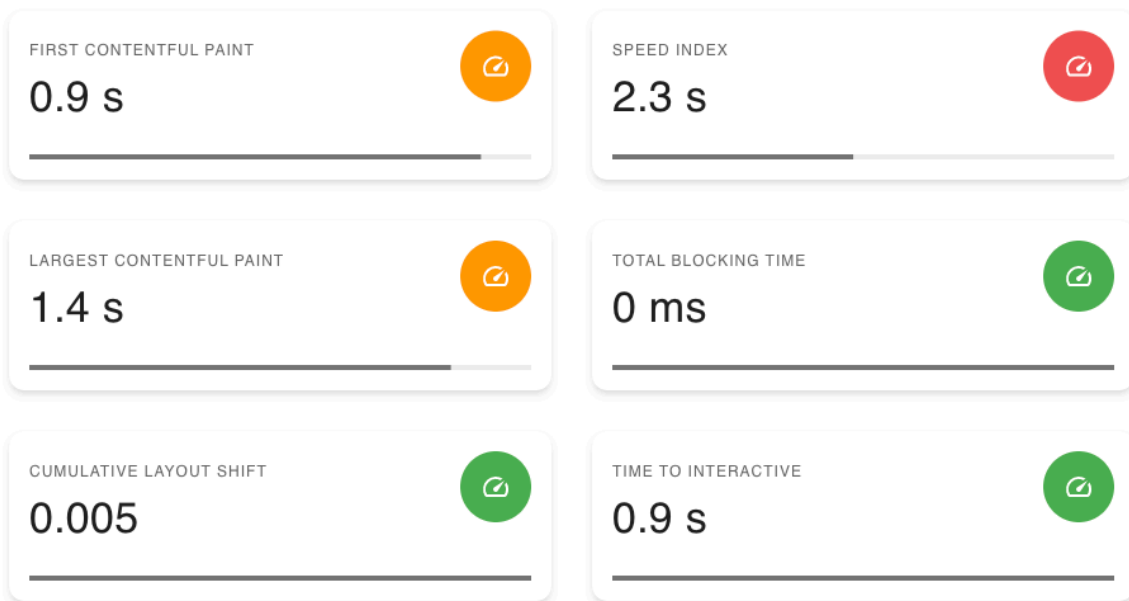 FIRST CONTENTFUL PAINT
0.9 s
SPEED INDEX
2.3 s
LARGEST CONTENTFUL PAINT
1.4 s
TOTAL BLOCKING TIME
0 ms
CUMULATIVE LAYOUT SHIFT
0.005
TIME TO INTERACTIVE
0.9 s